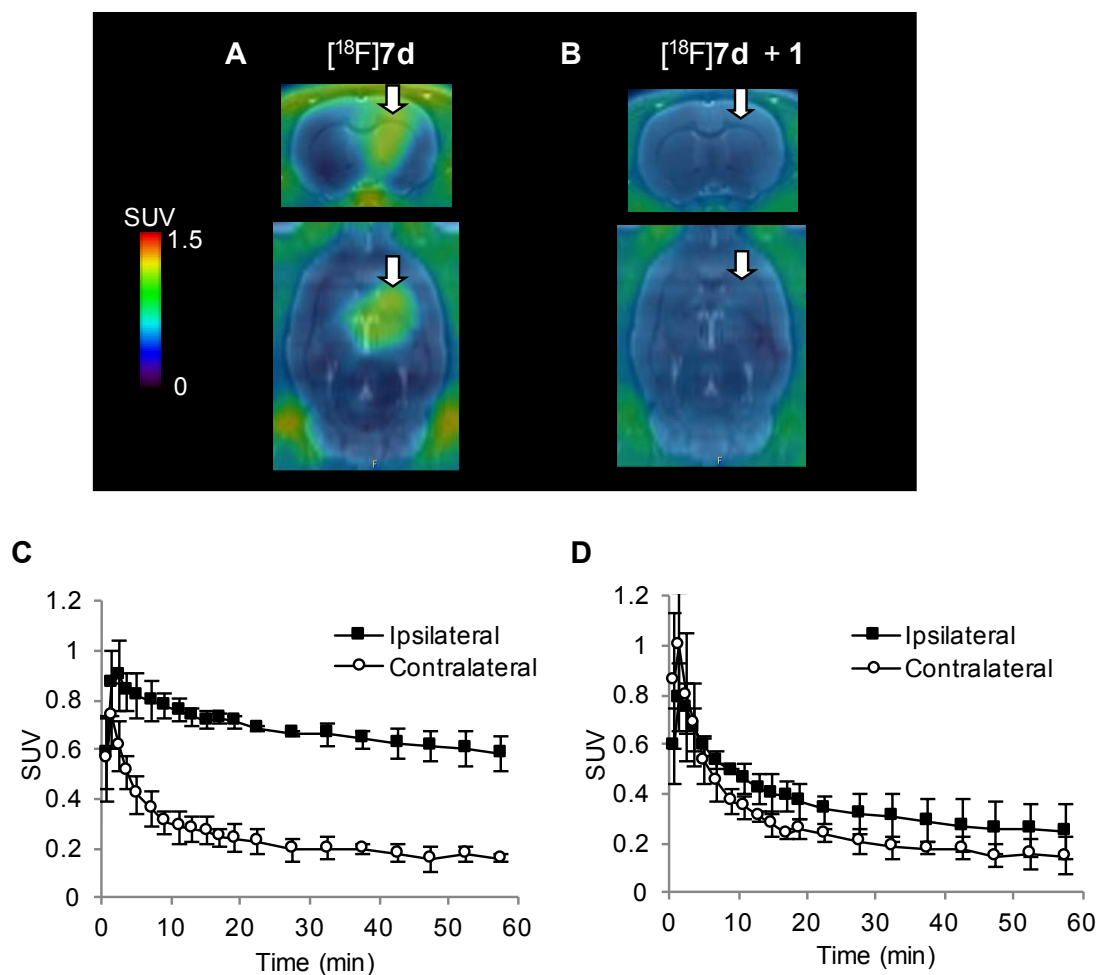 A [¹⁸F]7d B [¹⁸F]7d + 1
SUV
1.5
0
F
F
C
1.2
1
0.8
0.6
0.4
0.2
0
SUV
Ipsilateral
Contralateral
0 10 20 30 40 50 60
Time (min)
D
1.2
1
0.8
0.6
0.4
0.2
0
SUV
Ipsilateral
Contralateral
0 10 20 30 40 50 60
Time (min)